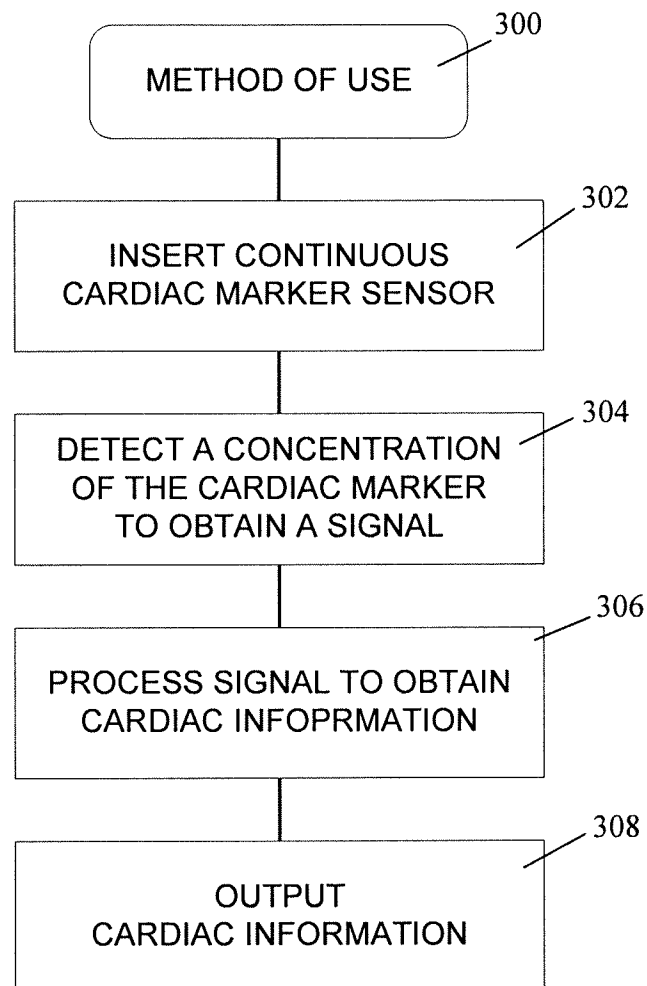 300
METHOD OF USE
302
INSERT CONTINUOUS
CARDIAC MARKER SENSOR
304
DETECT A CONCENTRATION
OF THE CARDIAC MARKER
TO OBTAIN A SIGNAL
306
PROCESS SIGNAL TO OBTAIN
CARDIAC INFOPRMATION
308
OUTPUT
CARDIAC INFORMATION